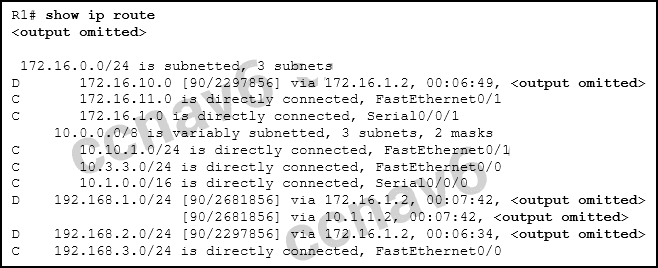 R1# show ip route
<output omitted>
172.16.0.0/24 is subnetted, 3 subnets
D 172.16.10.0 [90/2297856] via 172.16.1.2, 00:06:49, <output omitted>
C 172.16.11.0 is directly connected, FastEthernet0/1
C 172.16.1.0 is directly connected, Serial0/0/1
10.0.0.0/8 is variably subnetted, 3 subnets, 2 masks
C 10.10.1.0/24 is directly connected, FastEthernet0/1
C 10.3.3.0/24 is directly connected, FastEthernet0/0
C 10.1.0.0/16 is directly connected, Serial0/0/0
D 192.168.1.0/24 [90/2681856] via 172.16.1.2, 00:07:42, <output omitted>
[90/2681856] via 10.1.1.2, 00:07:42, <output omitted>
D 192.168.2.0/24 [90/2297856] via 172.16.1.2, 00:06:34, <output omitted>
C 192.168.3.0/24 is directly connected, FastEthernet0/0
ccnav6
ccnav6